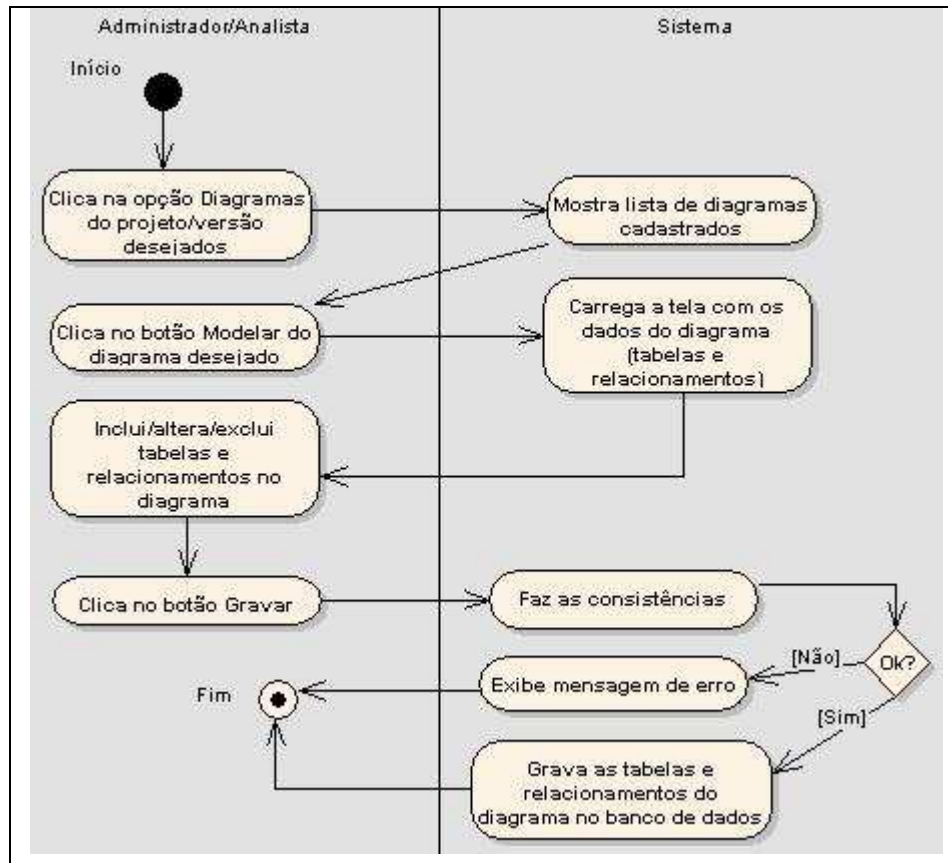 Administrador/Analista
Sistema
Início
Clica na opção Diagramas
do projeto/versão
desejados
Mostra lista de diagramas
cadastrados
Clica no botão Modelar do
diagrama desejado
Carrega a tela com os
dados do diagrama
(tabelas e
relacionamentos)
Inclui/altera/exclui
tabelas e
relacionamentos no
diagrama
Clica no botão Gravar
Faz as consistências
Ok?
[Não]
Exibe mensagem de erro
Fim
[Sim]
Grava as tabelas e
relacionamentos do
diagrama no banco de dados